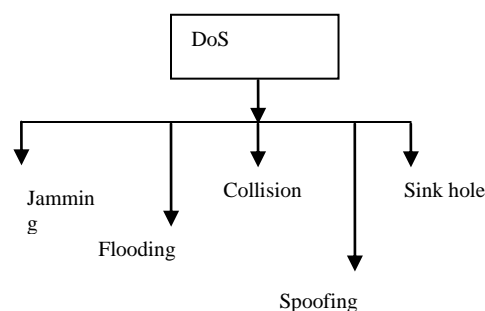 DoS
Jammin
g
Flooding
Collision
Spoofing
Sink hole